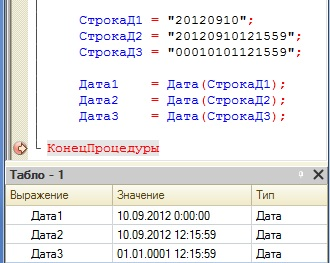 СтрокаД1 = "20120910";
СтрокаД2 = "20120910121559";
СтрокаД3 = "00010101121559";
Дата1 = Дата(СтрокаД1);
Дата2 = Дата(СтрокаД2);
Дата3 = Дата(СтрокаД3);
КонецПроцедуры
Табло - 1
Выражение Значение Тип
Дата1 10.09.2012 0:00:00 Дата
Дата2 10.09.2012 12:15:59 Дата
Дата3 01.01.0001 12:15:59 Дата